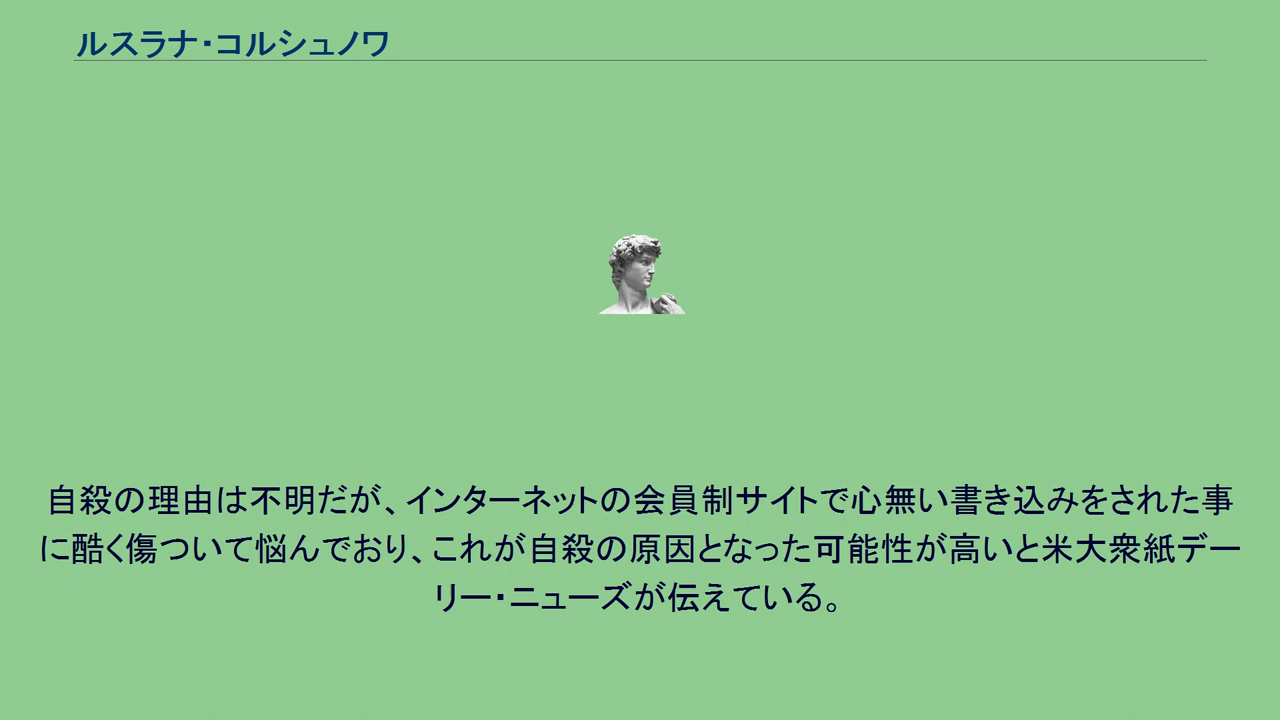 ルスラナ・コルシュノワ
自殺の理由は不明だが、インターネットの会員制サイトで心無い書き込みをされた事
に酷く傷ついて悩んでおり、これが自殺の原因となった可能性が高いと米大衆紙デー
リー・ニューズが伝えている。